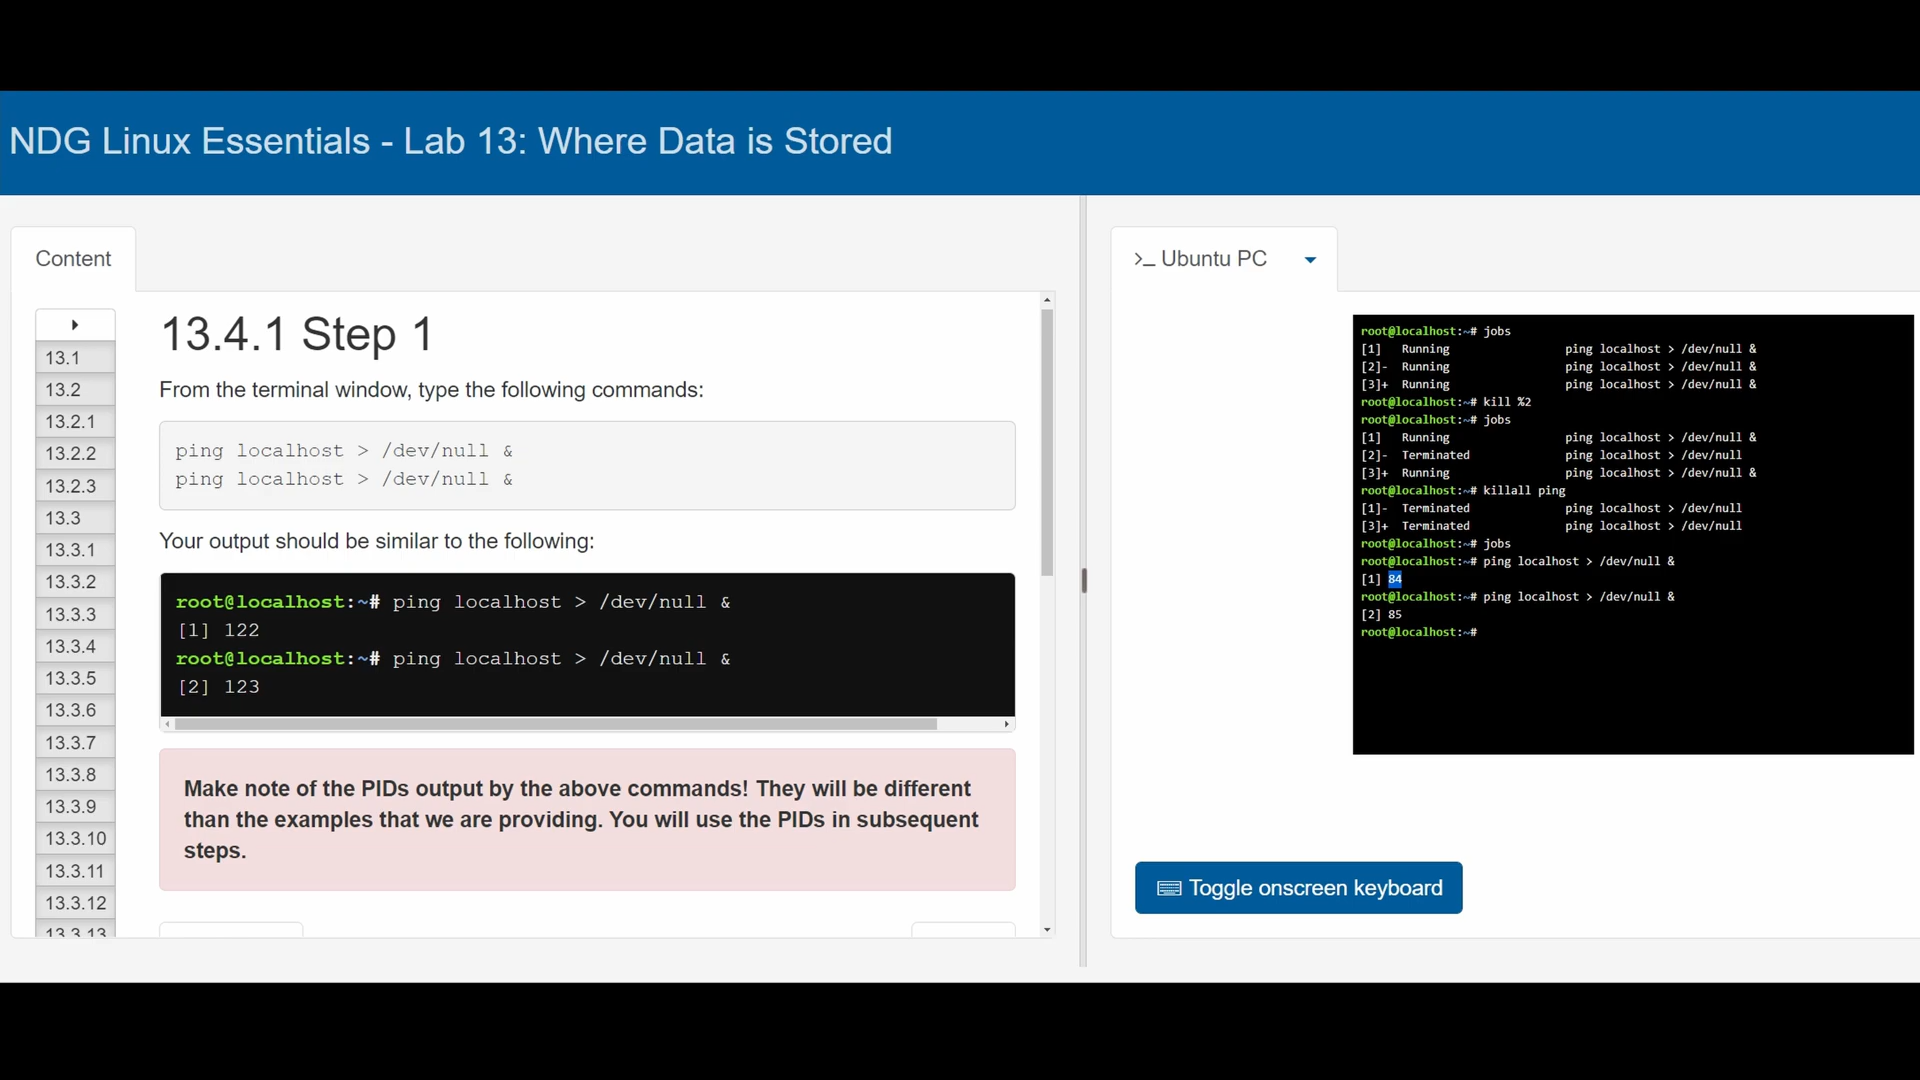 NDG Linux Essentials - Lab 13: Where Data is Stored
Content
13.1
13.2
13.2.1
13.2.2
13.2.3
13.3
13.3.1
13.3.2
13.3.3
13.3.4
13.3.5
13.3.6
13.3.7
13.3.8
13.3.9
13.3.10
13.3.11
13.3.12
13.3.13
13.4.1 Step 1
From the terminal window, type the following commands:
ping localhost > /dev/null &
ping localhost > /dev/null &
Your output should be similar to the following:
root@localhost:~# ping localhost > /dev/null &
[1] 122
root@localhost:~# ping localhost > /dev/null &
[2] 123
Make note of the PIDs output by the above commands! They will be different
than the examples that we are providing. You will use the PIDs in subsequent
steps.
>_ Ubuntu PC
root@localhost:~# jobs
[1]   Running                 ping localhost > /dev/null &
[2]-  Running                 ping localhost > /dev/null &
[3]+  Running                 ping localhost > /dev/null &
root@localhost:~# kill %2
root@localhost:~# jobs
[1]   Running                 ping localhost > /dev/null &
[2]-  Terminated              ping localhost > /dev/null
[3]+  Running                 ping localhost > /dev/null &
root@localhost:~# killall ping
[1]-  Terminated              ping localhost > /dev/null
[3]+  Terminated              ping localhost > /dev/null
root@localhost:~# jobs
root@localhost:~# ping localhost > /dev/null &
[1] 84
root@localhost:~# ping localhost > /dev/null &
[2] 85
root@localhost:~#
Toggle onscreen keyboard